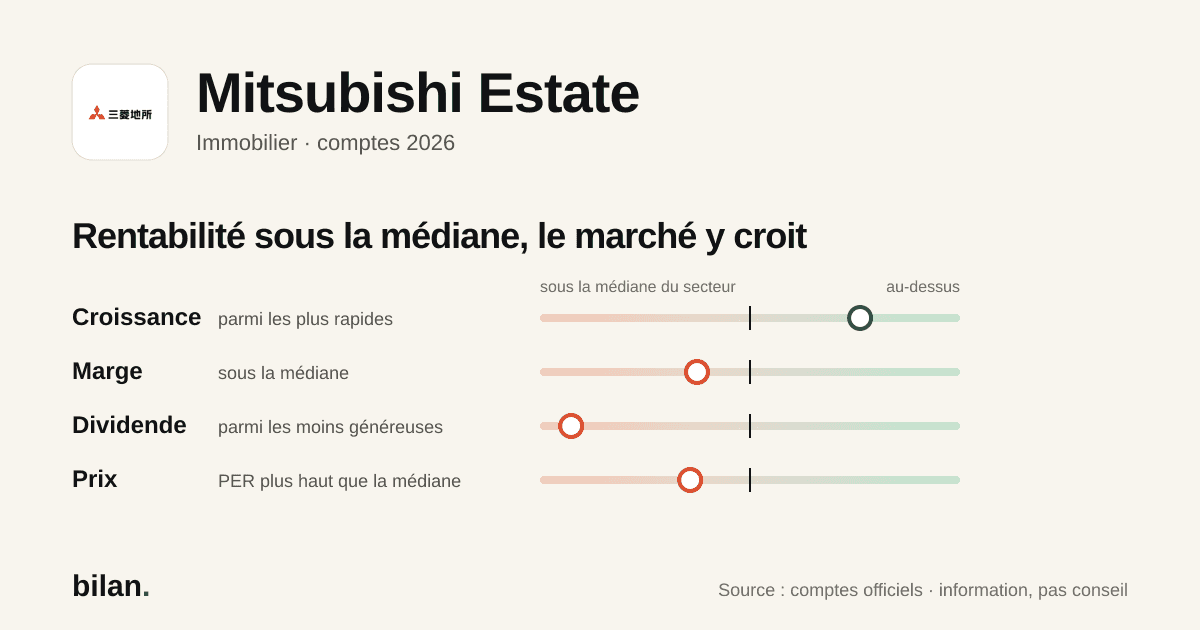 三菱地所
Mitsubishi Estate
Immobilier · comptes 2026
Rentabilité sous la médiane, le marché y croit
sous la médiane du secteur au-dessus
Croissance parmi les plus rapides
Marge sous la médiane
Dividende parmi les moins généreuses
Prix PER plus haut que la médiane
bilan.
Source : comptes officiels · information, pas conseil